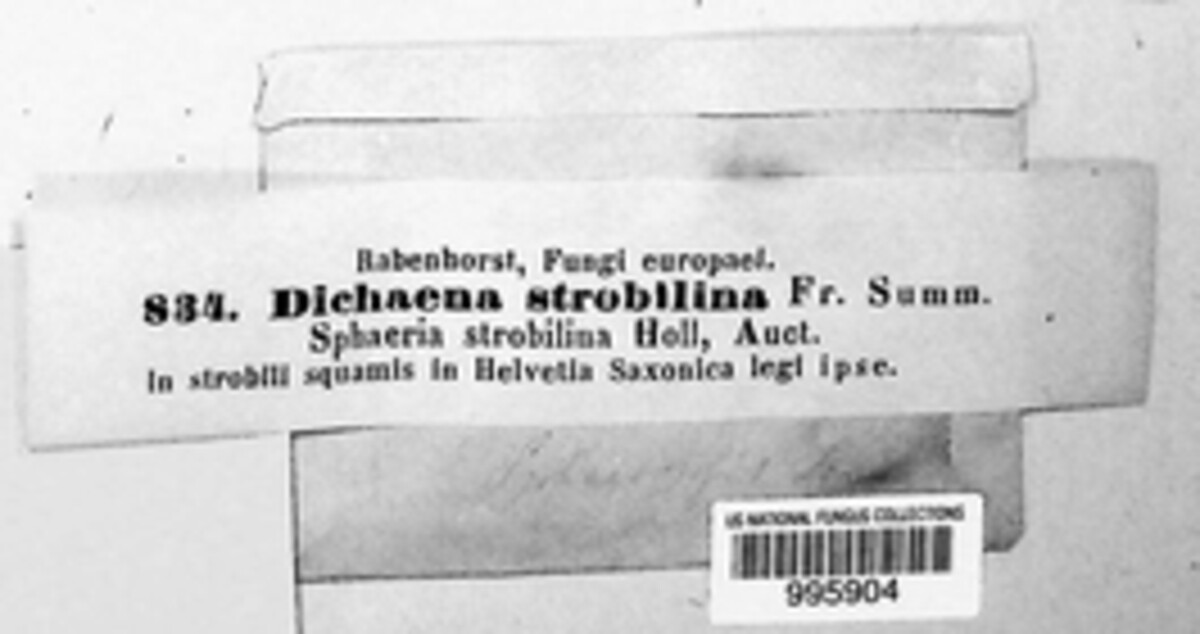 Rabenhorst, Fungi europaei.
834. Dichaena strobilina Fr. Summ.
Sphaeria strobilina Holl, Auct.
In strobili squamis in Helvetia Saxonica legi ipse.
US NATIONAL FUNGUS COLLECTIONS
995904